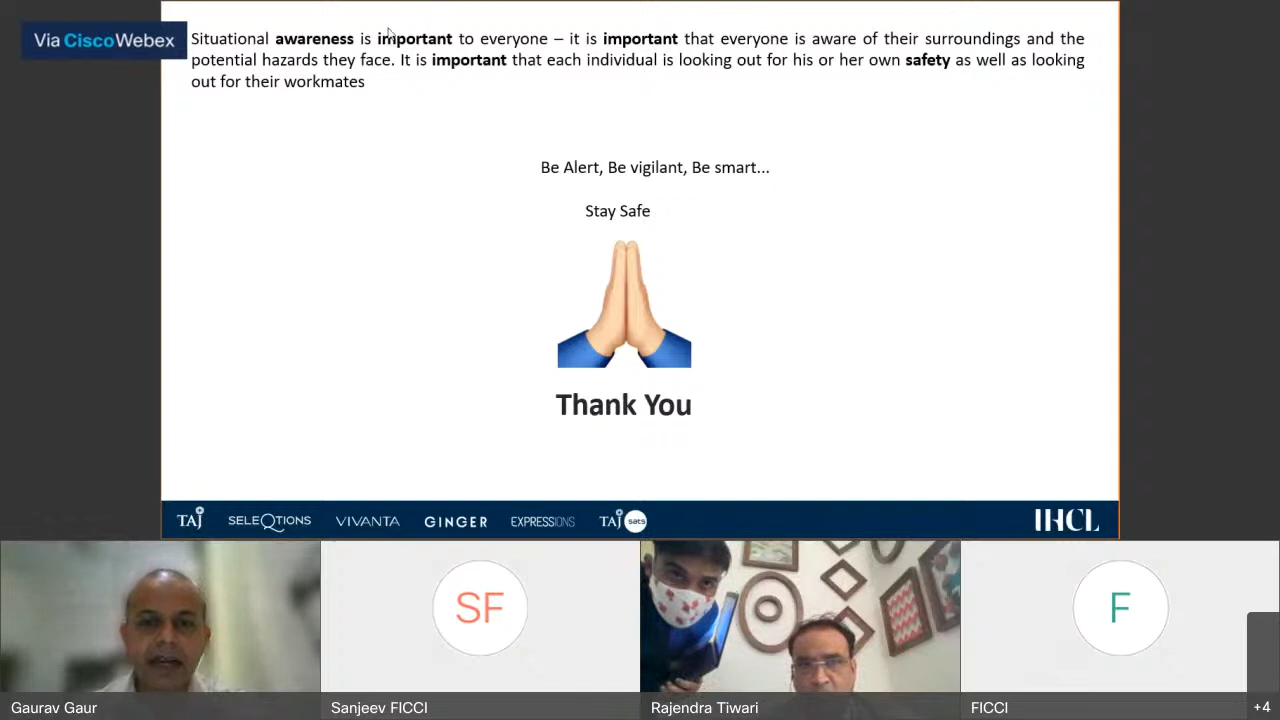 Via Cisco Webex
Situational awareness is important to everyone – it is important that everyone is aware of their surroundings and the
potential hazards they face. It is important that each individual is looking out for his or her own safety as well as looking
out for their workmates
Be Alert, Be vigilant, Be smart...
Stay Safe
Thank You
TAJ SELEQTIONS VIVANTA GINGER EXPRESSIONS TAJ sats IHCL
SF F
Gaurav Gaur Sanjeev FICCI Rajendra Tiwari FICCI +4